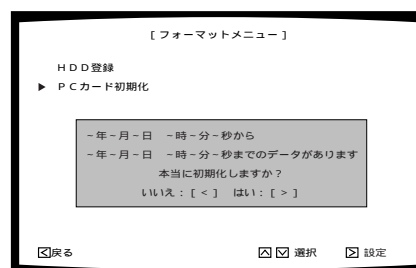 ［フォーマットメニュー］
ＨＤＤ登録
▶ ＰＣカード初期化
~年~月~日 ~時~分~秒から
~年~月~日 ~時~分~秒までのデータがあります
本当に初期化しますか？
いいえ：［＜］ はい：［＞］
<戻る ∧ ∨ 選択 > 設定